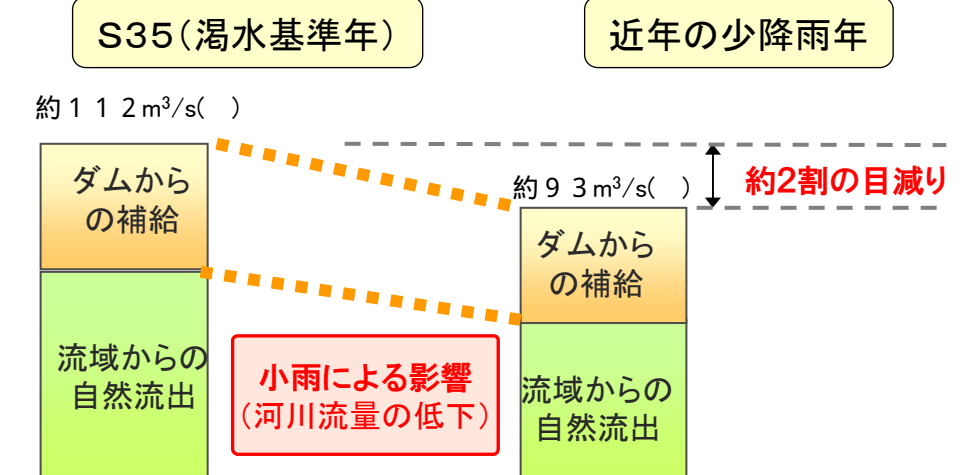 S35(渇水基準年)
近年の少降雨年
約112m³/s( )
ダムから
の補給
約93m³/s( )
約2割の目減り
ダムから
の補給
流域からの
自然流出
小雨による影響
(河川流量の低下)
流域からの
自然流出